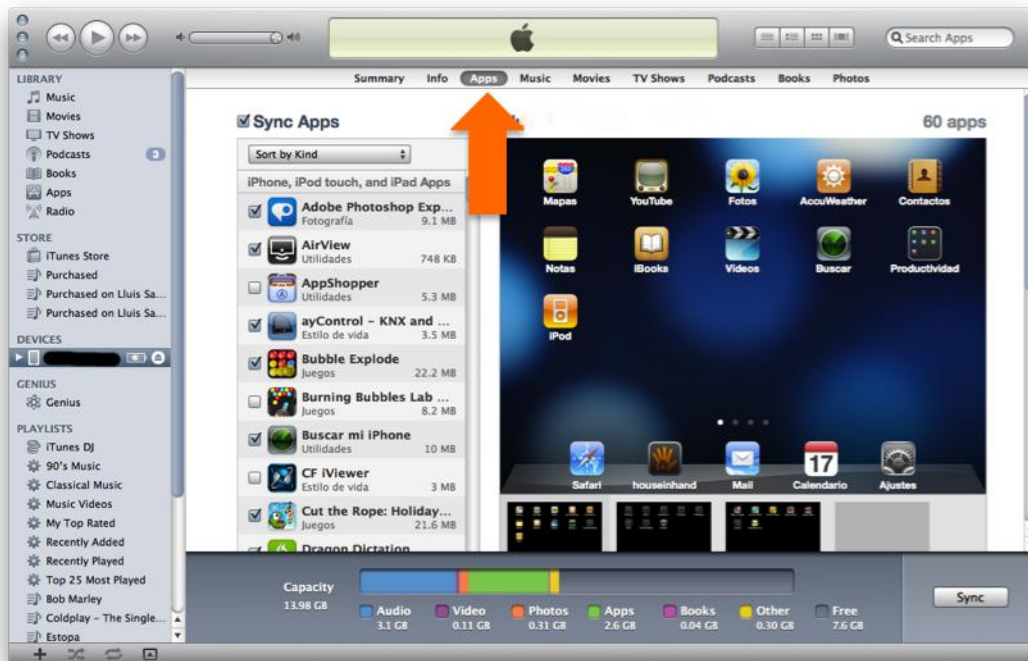 Search Apps
Summary Info Apps Music Movies TV Shows Podcasts Books Photos
LIBRARY
Music
Movies
TV Shows
Podcasts 3
Books
Apps
Radio
STORE
iTunes Store
Purchased
Purchased on Lluis Sa...
Purchased on Lluis Sa...
DEVICES
GENIUS
Genius
PLAYLISTS
iTunes DJ
90's Music
Classical Music
Music Videos
My Top Rated
Recently Added
Recently Played
Top 25 Most Played
Bob Marley
Coldplay – The Single...
Estopa
Sync Apps
60 apps
Sort by Kind
iPhone, iPod touch, and iPad Apps
Adobe Photoshop Exp...
Fotografía 9.1 MB
AirView
Utilidades 748 KB
AppShopper
Utilidades 5.3 MB
ayControl – KNX and ...
Estilo de vida 3.5 MB
Bubble Explode
Juegos 22.2 MB
Burning Bubbles Lab ...
Juegos 8.2 MB
Buscar mi iPhone
Utilidades 10 MB
CF iViewer
Estilo de vida 3 MB
Cut the Rope: Holiday...
Juegos 21.6 MB
Dragon Dictation
Mapas YouTube Fotos AccuWeather Contactos
Notas iBooks Videos Buscar Productividad
iPod
17
Safari houseinhand Mail Calendario Ajustes
Capacity
13.98 GB
Audio Video Photos Apps Books Other Free
3.1 GB 0.11 GB 0.31 GB 2.6 GB 0.04 GB 0.30 GB 7.6 GB
Sync